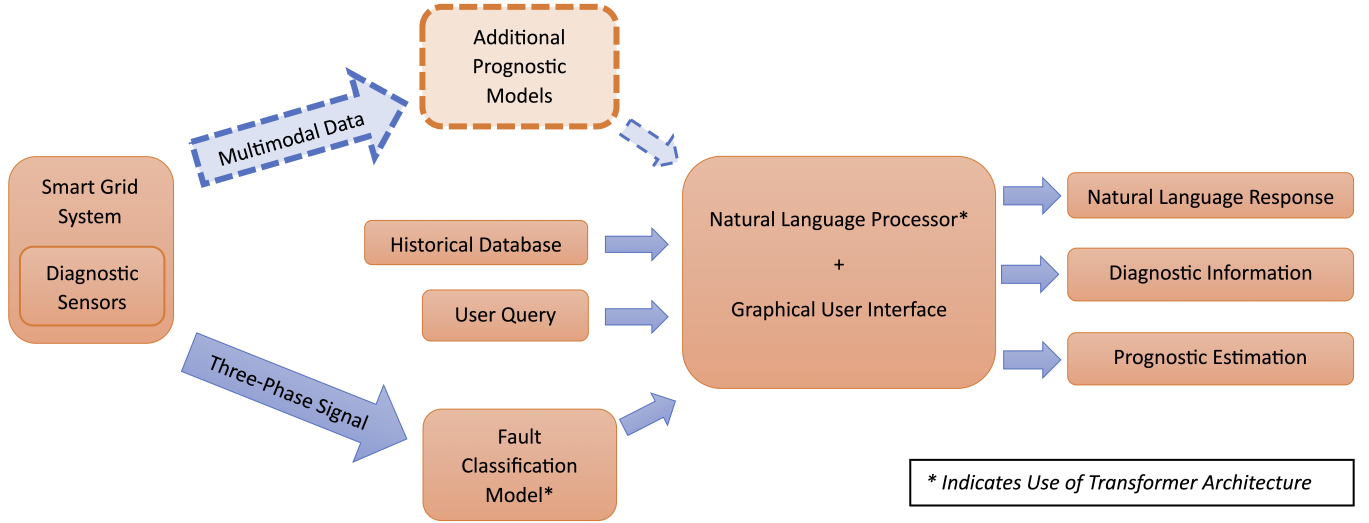 Additional
Prognostic
Models
Multimodal Data
Smart Grid
System
Diagnostic
Sensors
Historical Database
User Query
Three-Phase Signal
Fault
Classification
Model*
Natural Language Processor*
+
Graphical User Interface
Natural Language Response
Diagnostic Information
Prognostic Estimation
* Indicates Use of Transformer Architecture